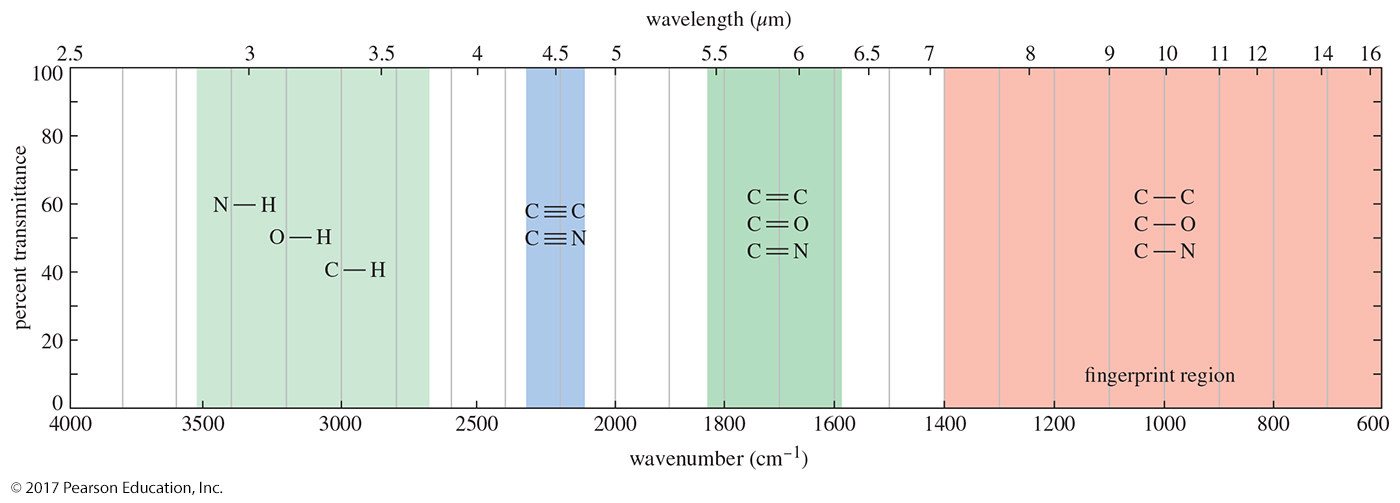 wavelength (μm)
2.5 3 3.5 4 4.5 5 5.5 6 6.5 7 8 9 10 11 12 14 16
percent transmittance
100
80
60
40
20
0
N—H
O—H
C—H
C≡C
C≡N
C=C
C=O
C=N
C—C
C—O
C—N
fingerprint region
4000 3500 3000 2500 2000 1800 1600 1400 1200 1000 800 600
wavenumber (cm⁻¹)
© 2017 Pearson Education, Inc.